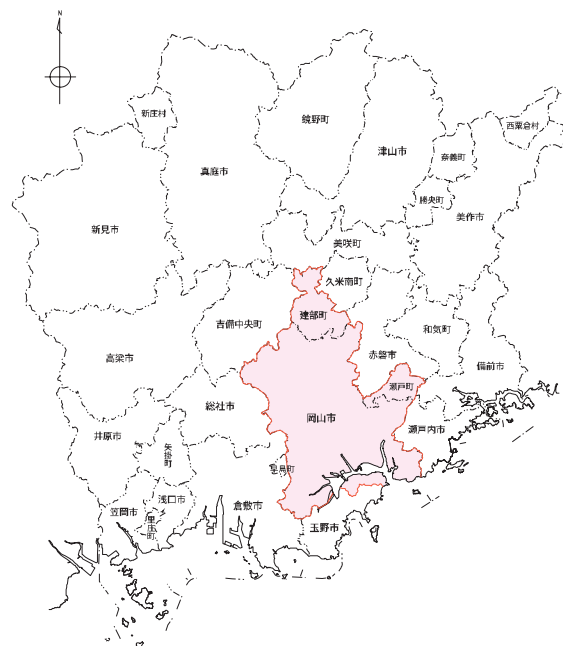 N
新庄村
鏡野町
西粟倉村
津山市
奈義町
真庭市
勝央町
美作市
新見市
美咲町
久米南町
建部町
吉備中央町
和気町
赤磐市
高梁市
備前市
瀬戸町
総社市
岡山市
瀬戸内市
井原市
矢掛町
早島町
浅口市
倉敷市
笠岡市
里庄町
玉野市